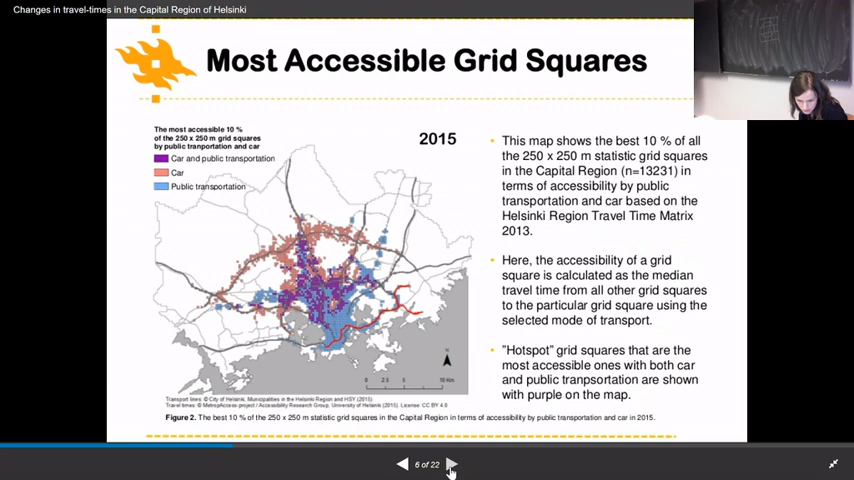 Changes in travel-times in the Capital Region of Helsinki
Most Accessible Grid Squares
The most accessible 10 %
of the 250 x 250 m grid squares
by public tranportation and car
Car and public transportation
Car
Public transportation
2015
N
0 2.5 5 10 Km
Transport lines: © City of Helsinki, Municipalities in the Helsinki Region and HSY (2015)
Travel times: © MetropAccess project / Accessibility Research Group, University of Helsinki (2015). License: CC BY 4.0
Figure 2. The best 10 % of the 250 x 250 m statistic grid squares in the Capital Region in terms of accessibility by public transportation and car in 2015.
• This map shows the best 10 % of all
the 250 x 250 m statistic grid squares
in the Capital Region (n=13231) in
terms of accessibility by public
transportation and car based on the
Helsinki Region Travel Time Matrix
2013.
• Here, the accessibility of a grid
square is calculated as the median
travel time from all other grid squares
to the particular grid square using the
selected mode of transport.
• "Hotspot" grid squares that are the
most accessible ones with both car
and public tranpsortation are shown
with purple on the map.
6 of 22